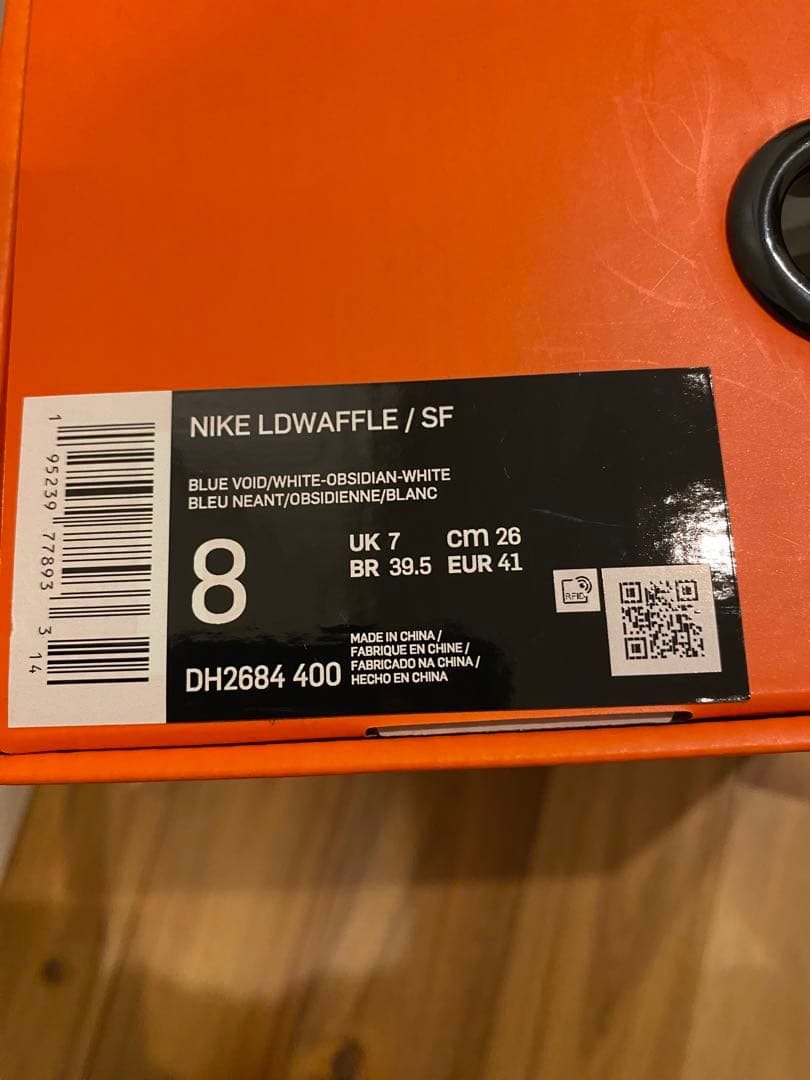 NIKE LDWAFFLE / SF
BLUE VOID/WHITE-OBSIDIAN-WHITE
BLEU NEANT/OBSIDIENNE/BLANC
8
UK 7 cm 26
BR 39.5 EUR 41
RFID
DH2684 400
MADE IN CHINA /
FABRIQUE EN CHINE /
FABRICADO NA CHINA /
HECHO EN CHINA
1 95239 77893 3 14